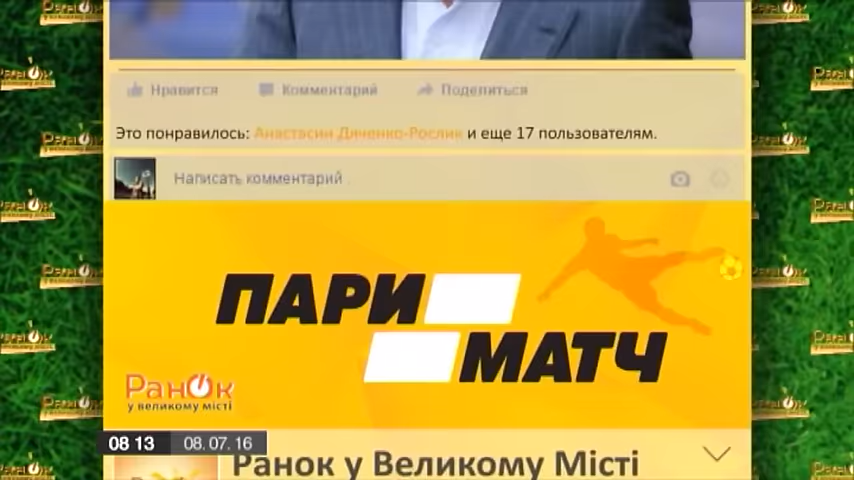 Нравится Комментарий Поделиться
Это понравилось: Анастасии Диченко-Рослик и еще 17 пользователям.
Написать комментарий
ПАРИ
МАТЧ
РанОк
у великому місті
08 13 08. 07. 16
Ранок у Великому Місті